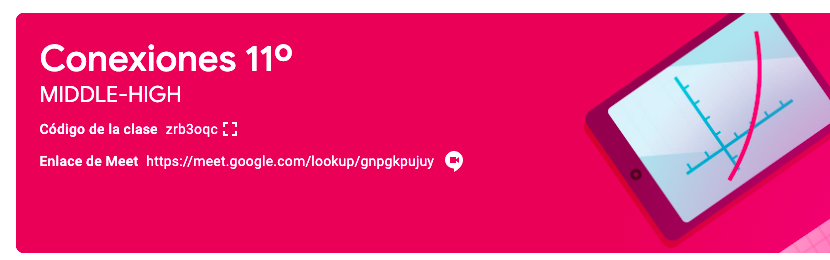 Conexiones 11º
MIDDLE-HIGH
Código de la clase zrb3oqc
Enlace de Meet https://meet.google.com/lookup/gnpgkpujuy